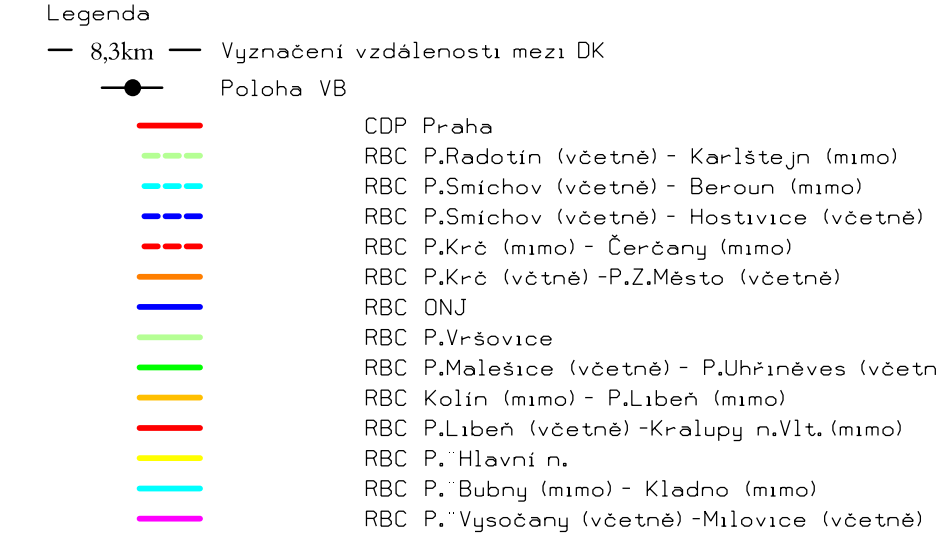 Legenda
8,3km Vyznačení vzdálenosti mezi DK
Poloha VB
CDP Praha
RBC P.Radotín (včetně) - Karlštejn (mimo)
RBC P.Smíchov (včetně) - Beroun (mimo)
RBC P.Smíchov (včetně) - Hostivice (včetně)
RBC P.Krč (mimo) - Čerčany (mimo)
RBC P.Krč (včtně) -P.Z.Město (včetně)
RBC ONJ
RBC P.Vršovice
RBC P.Malešice (včetně) - P.Uhřiněves (včetn
RBC Kolín (mimo) - P.Libeň (mimo)
RBC P.Libeň (včetně) -Kralupy n.Vlt.(mimo)
RBC P.¨Hlavní n.
RBC P.¨Bubny (mimo) - Kladno (mimo)
RBC P.¨Vysočany (včetně) -Milovice (včetně)